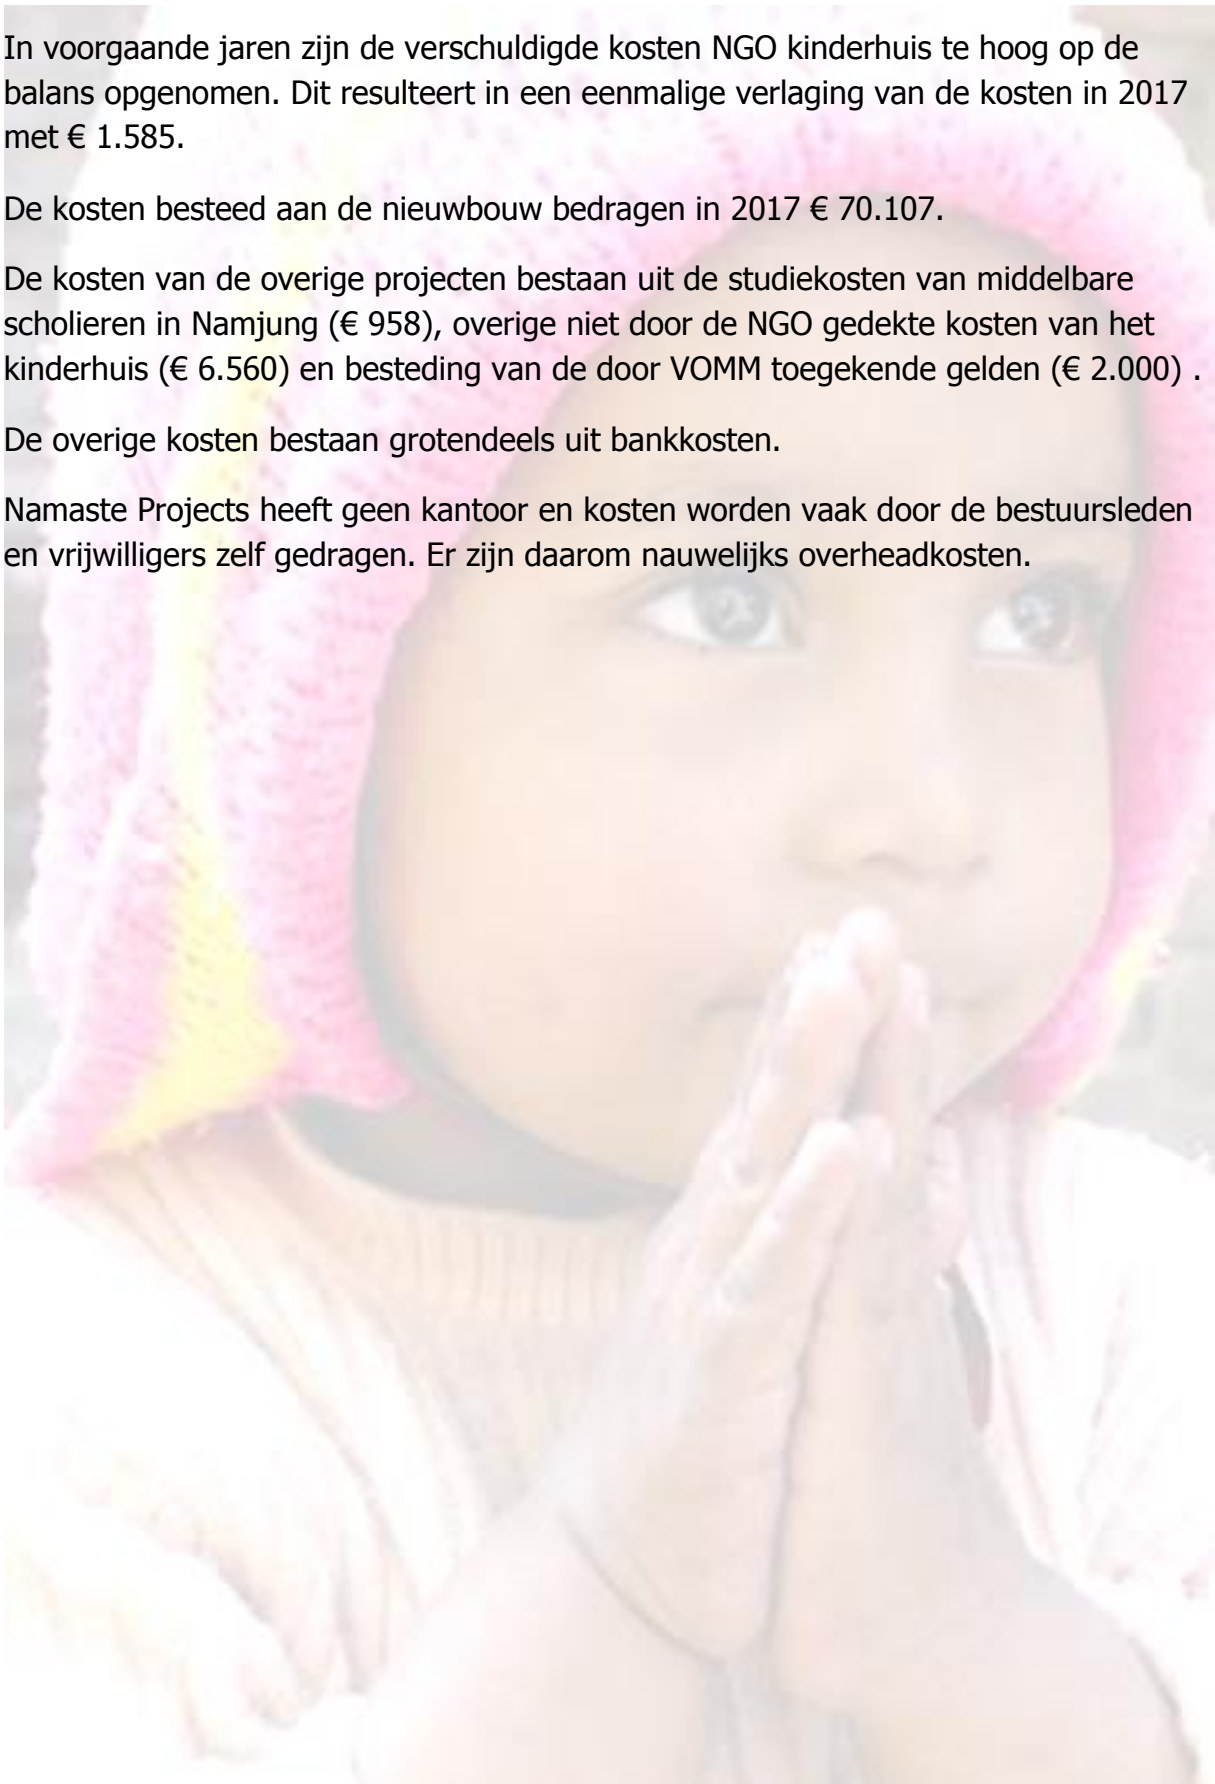 In voorgaande jaren zijn de verschuldigde kosten NGO kinderhuis te hoog op de
balans opgenomen. Dit resulteert in een eenmalige verlaging van de kosten in 2017
met € 1.585.
De kosten besteed aan de nieuwbouw bedragen in 2017 € 70.107.
De kosten van de overige projecten bestaan uit de studiekosten van middelbare
scholieren in Namjung (€ 958), overige niet door de NGO gedekte kosten van het
kinderhuis (€ 6.560) en besteding van de door VOMM toegekende gelden (€ 2.000) .
De overige kosten bestaan grotendeels uit bankkosten.
Namaste Projects heeft geen kantoor en kosten worden vaak door de bestuursleden
en vrijwilligers zelf gedragen. Er zijn daarom nauwelijks overheadkosten.